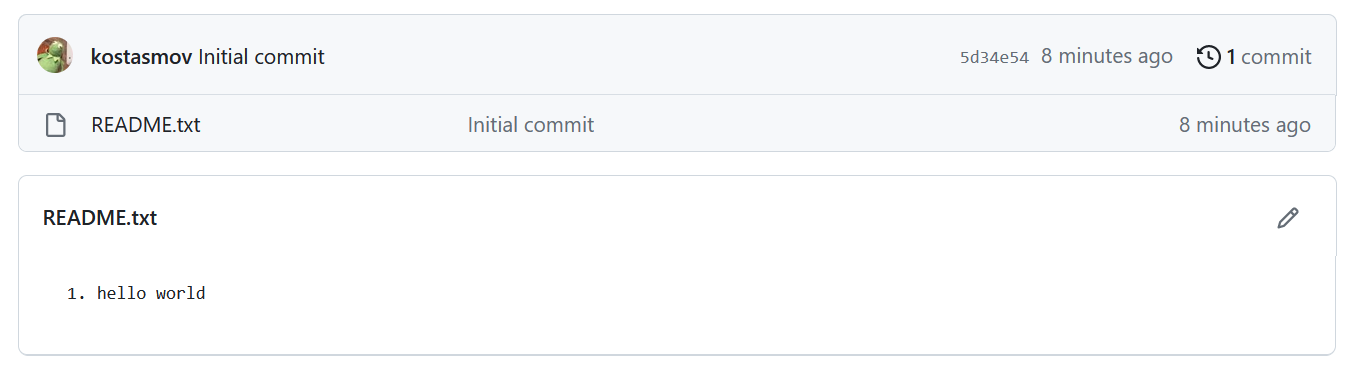 kostasmov Initial commit 5d34e54 8 minutes ago 1 commit
README.txt Initial commit 8 minutes ago
README.txt
1. hello world